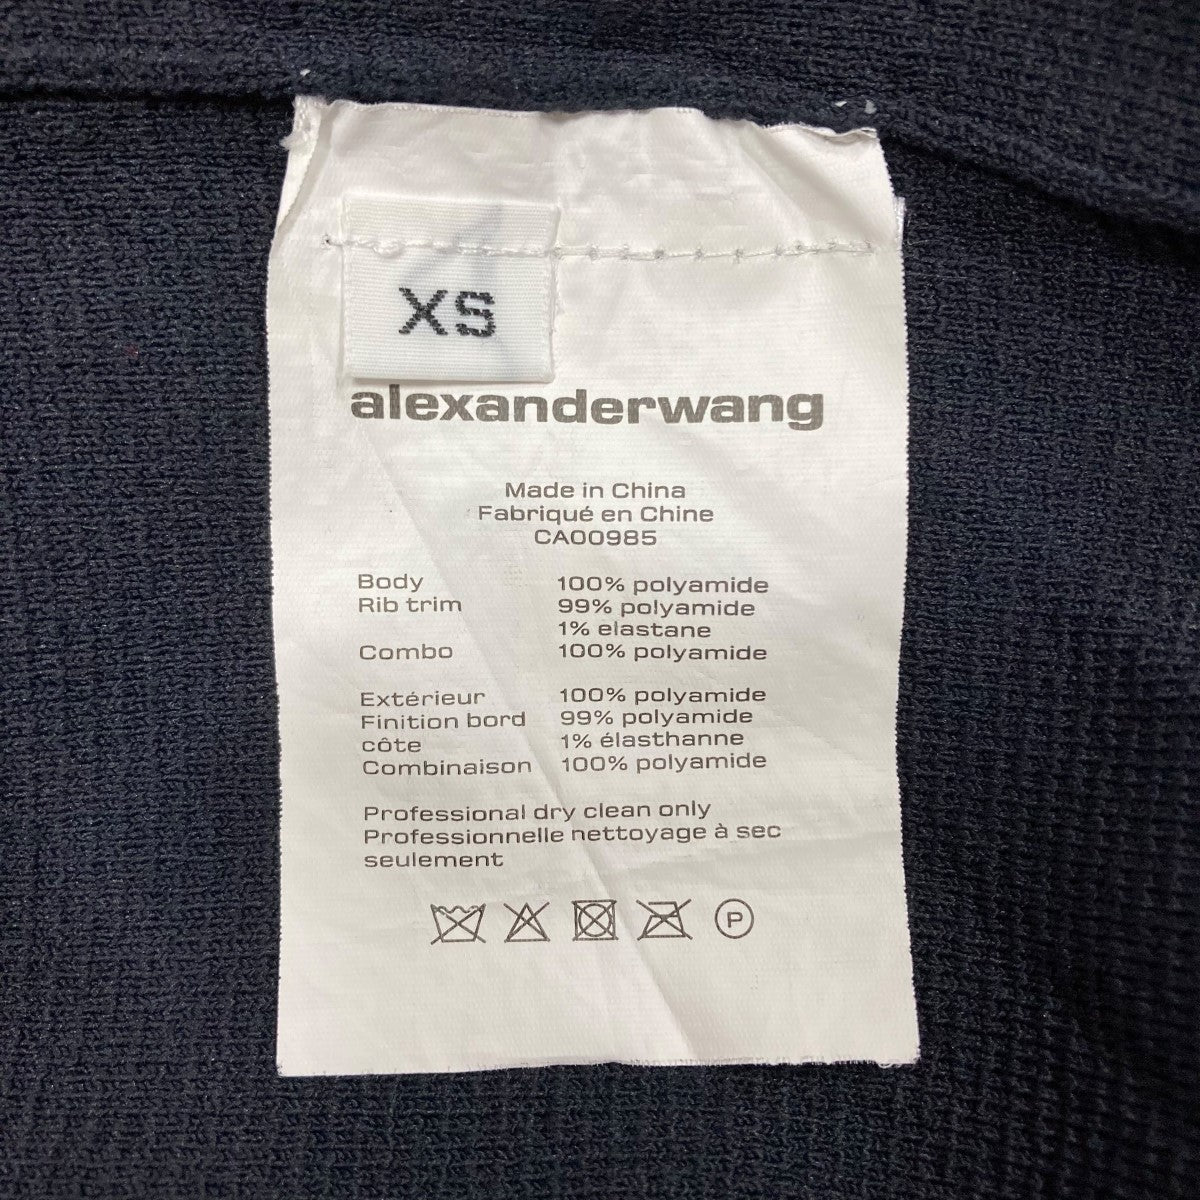 XS
alexanderwang
Made in China
Fabriqué en Chine
CA00985
Body 100% polyamide
Rib trim 99% polyamide
1% elastane
Combo 100% polyamide
Extérieur 100% polyamide
Finition bord 99% polyamide
côte 1% élasthanne
Combinaison 100% polyamide
Professional dry clean only
Professionnelle nettoyage à sec
seulement
P